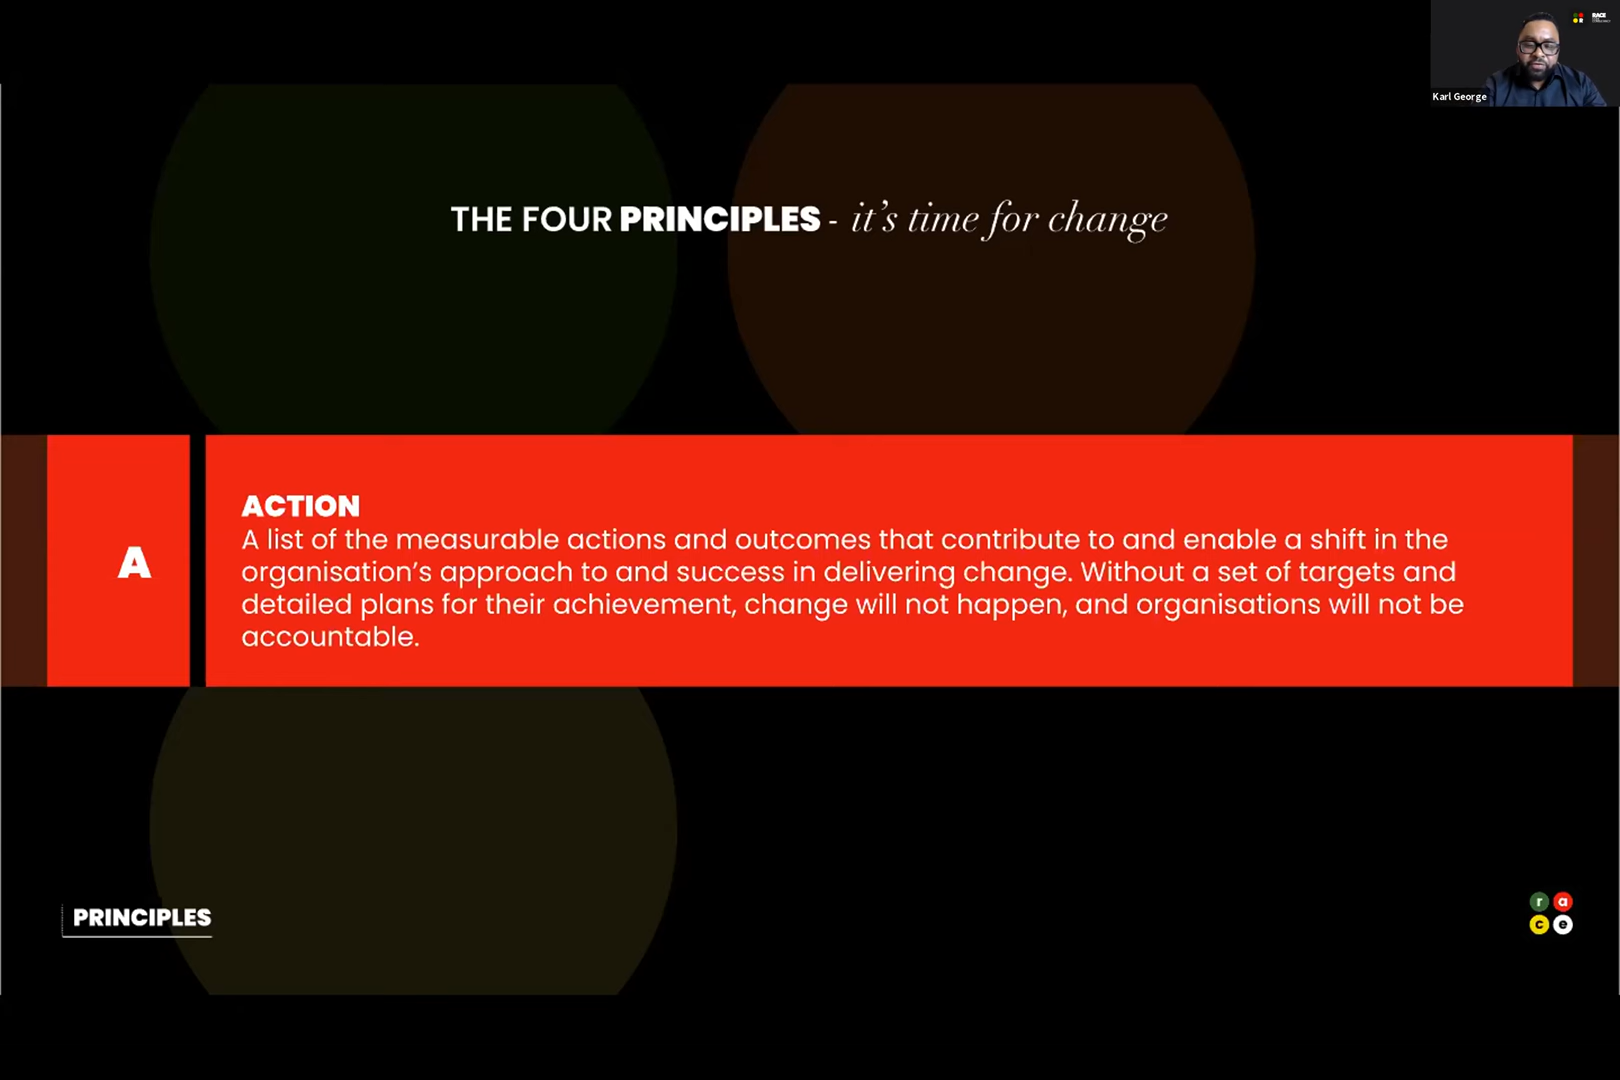 RACE
Karl George
THE FOUR PRINCIPLES - it's time for change
A
ACTION
A list of the measurable actions and outcomes that contribute to and enable a shift in the
organisation's approach to and success in delivering change. Without a set of targets and
detailed plans for their achievement, change will not happen, and organisations will not be
accountable.
PRINCIPLES
r a
c e